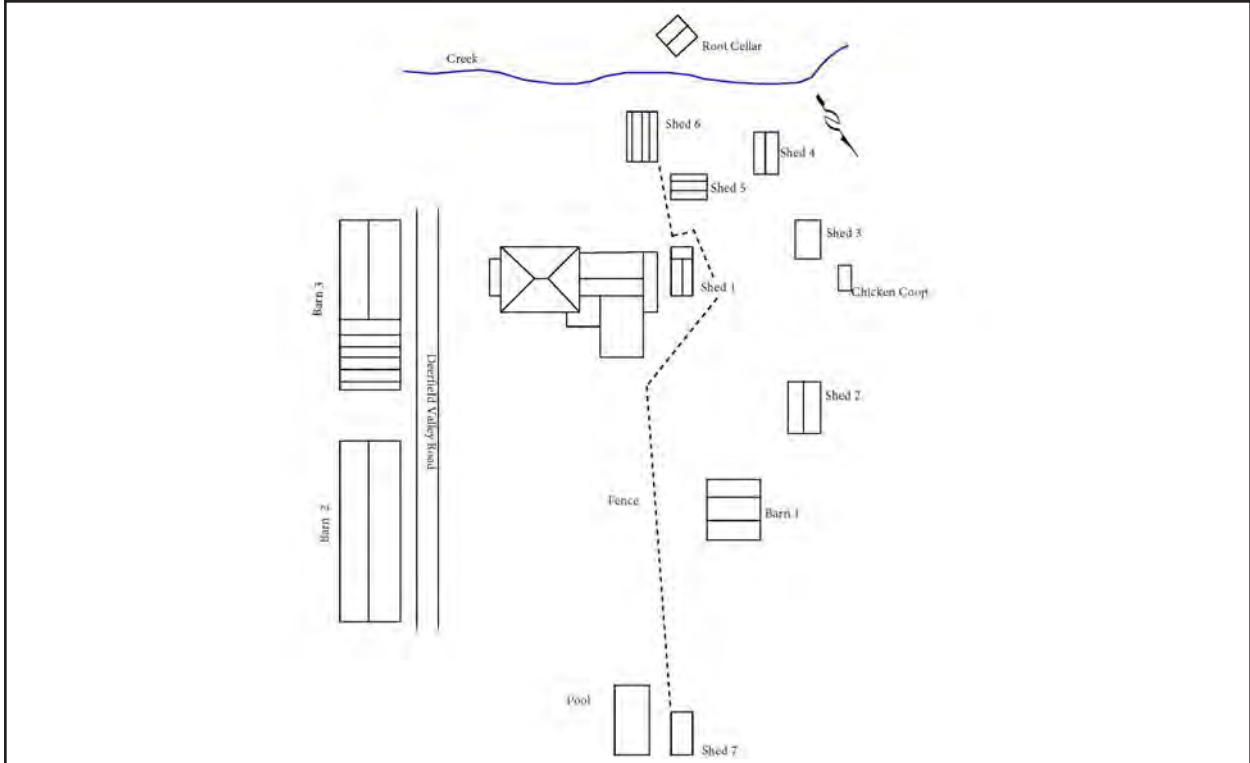 Root Cellar
Creek
Shed 6
Shed 4
Shed 5
Shed 3
Chicken Coop
Shed 1
Barn 3
Deerfield Valley Road
Shed 2
Fence
Barn 1
Barn 2
Pool
Shed 7